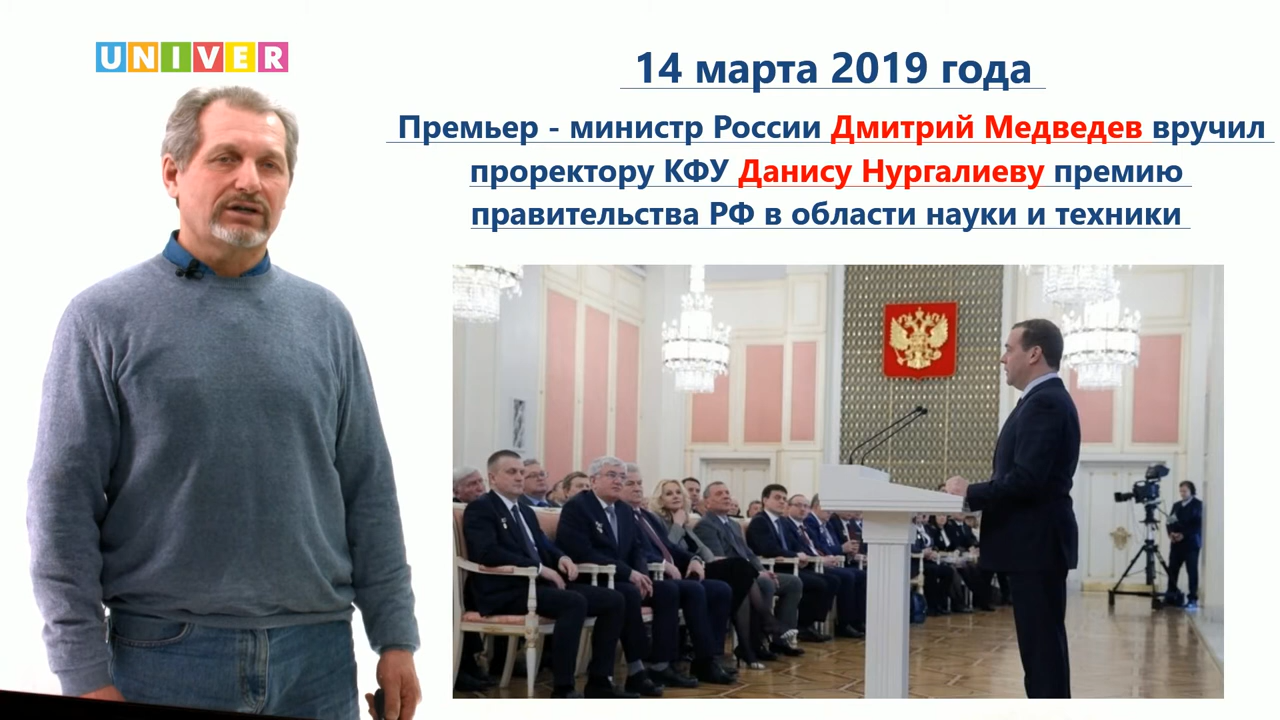 UNIVER
14 марта 2019 года
Премьер - министр России Дмитрий Медведев вручил
проректору КФУ Данису Нургалиеву премию
правительства РФ в области науки и техники